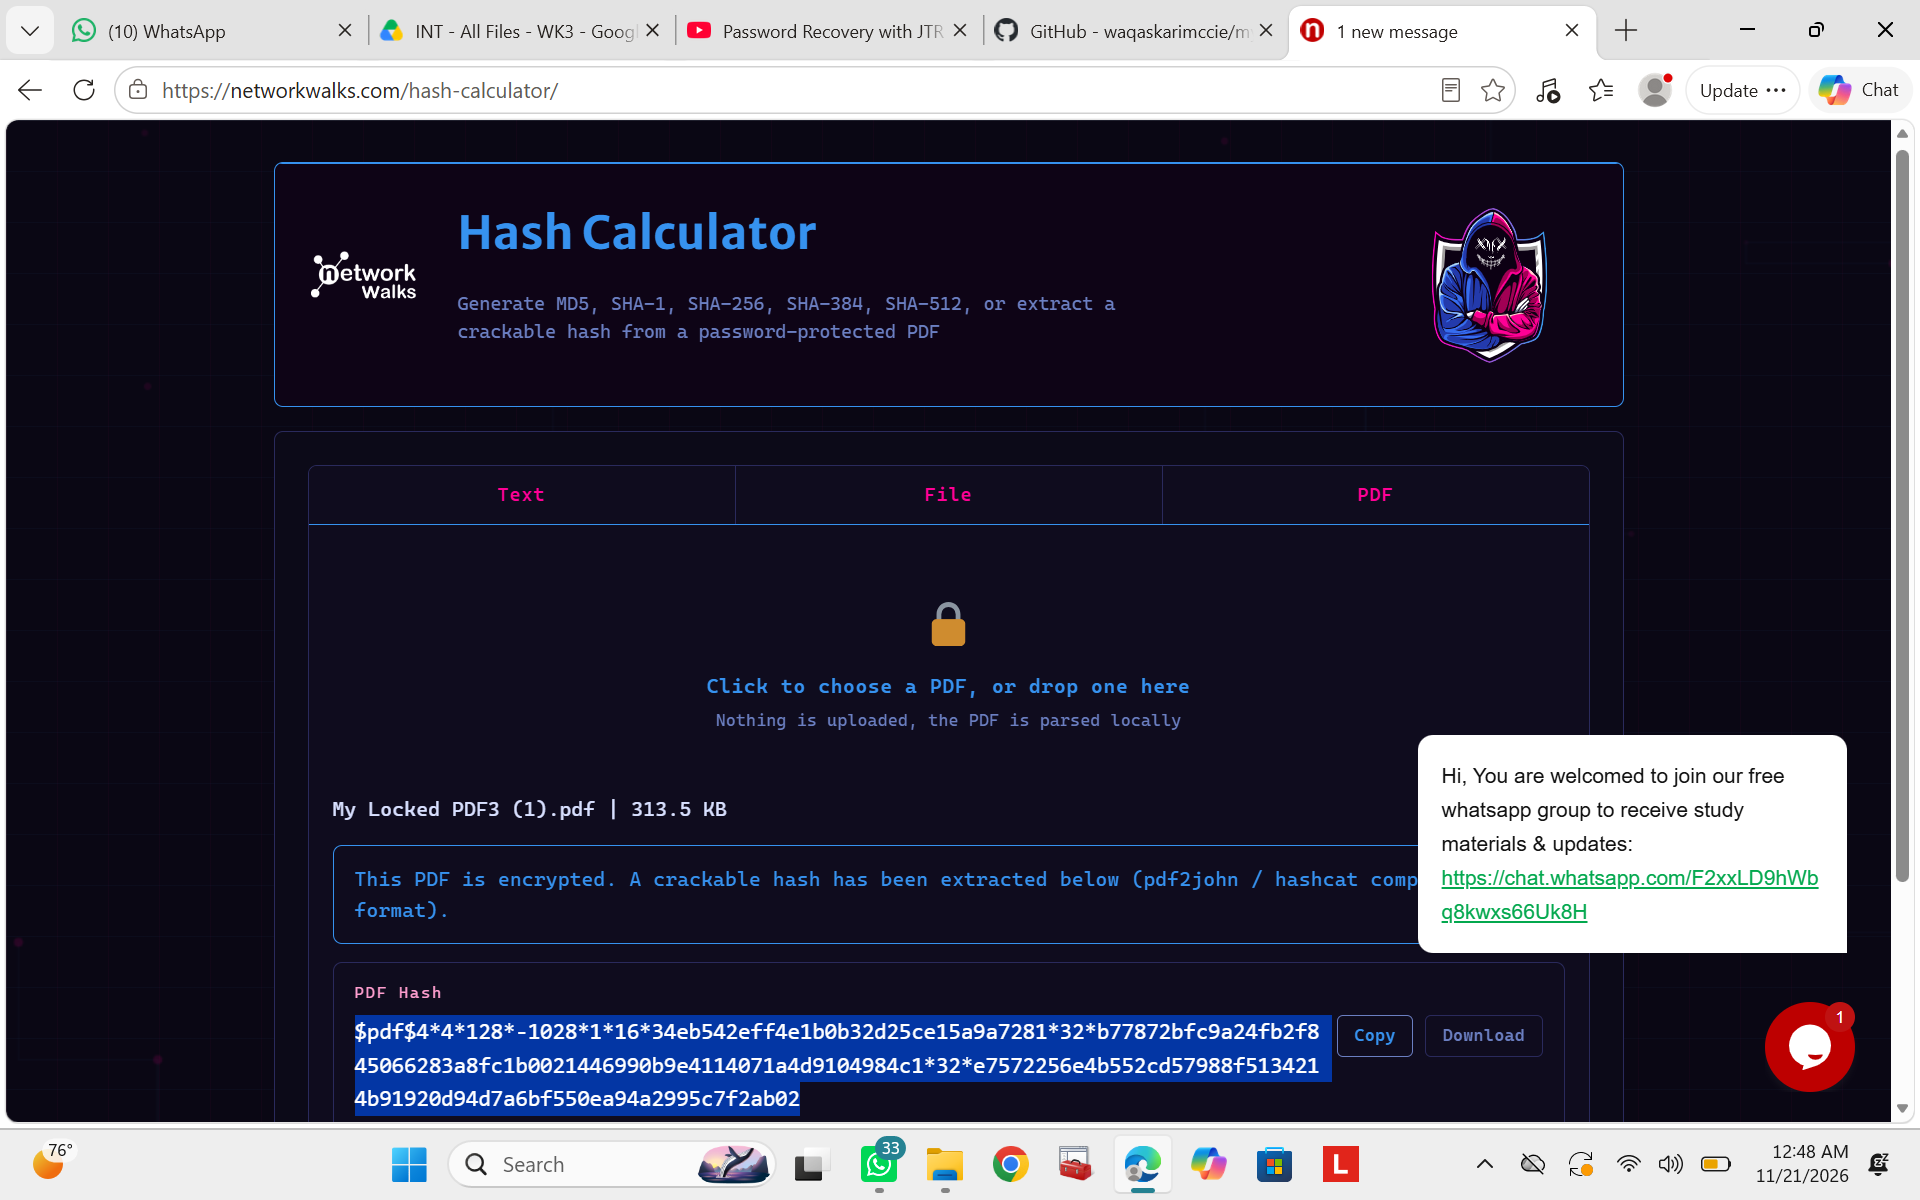 (10) WhatsApp
INT - All Files - WK3 - Goog
Password Recovery with JTR
GitHub - waqaskarimccie/my
1 new message
https://networkwalks.com/hash-calculator/
Update
Chat
network
Walks
Hash Calculator
Generate MD5, SHA-1, SHA-256, SHA-384, SHA-512, or extract a
crackable hash from a password-protected PDF
Text
File
PDF
Click to choose a PDF, or drop one here
Nothing is uploaded, the PDF is parsed locally
My Locked PDF3 (1).pdf | 313.5 KB
This PDF is encrypted. A crackable hash has been extracted below (pdf2john / hashcat comp
format).
Hi, You are welcomed to join our free
whatsapp group to receive study
materials & updates:
https://chat.whatsapp.com/F2xxLD9hWb
q8kwxs66Uk8H
PDF Hash
$pdf$4*4*128*-1028*1*16*34eb542eff4e1b0b32d25ce15a9a7281*32*b77872bfc9a24fb2f8
45066283a8fc1b0021446990b9e4114071a4d9104984c1*32*e7572256e4b552cd57988f513421
4b91920d94d7a6bf550ea94a2995c7f2ab02
Copy
Download
1
76°
Search
33
L
12:48 AM
11/21/2026